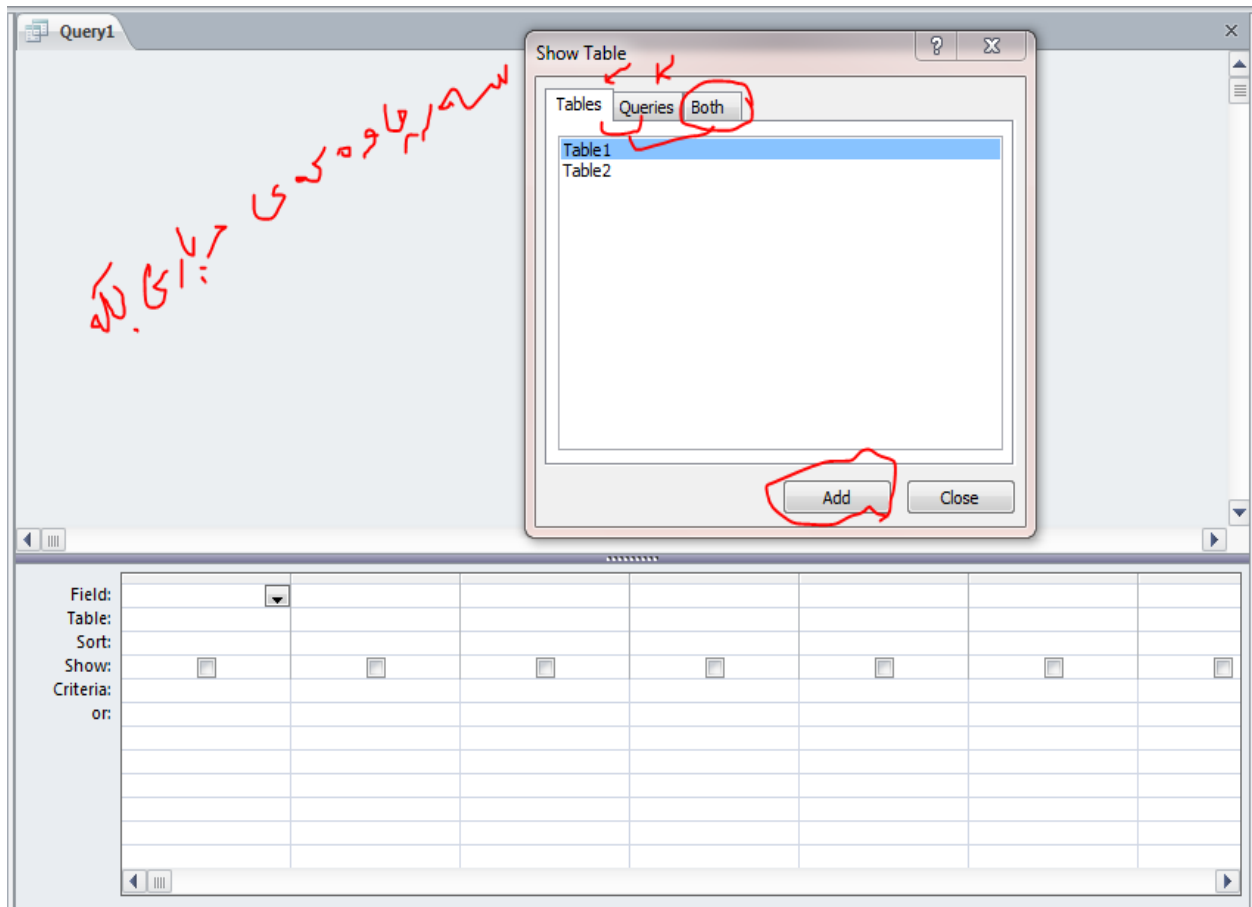 Query1
Show Table
Tables Queries Both
Table1
Table2
Add Close
Field:
Table:
Sort:
Show:
Criteria:
or: